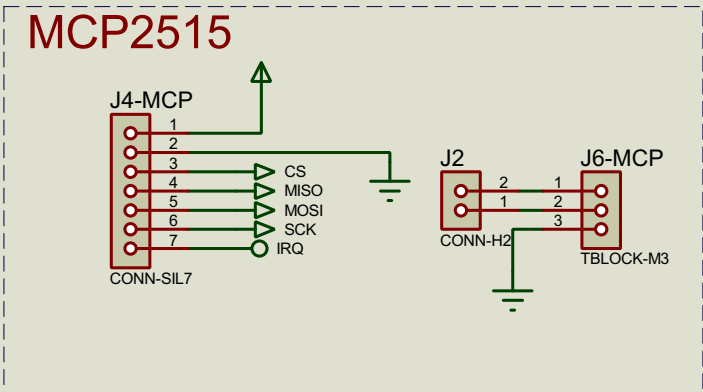 MCP2515
J4-MCP
1
2
3 CS
4 MISO
5 MOSI
6 SCK
7 IRQ
CONN-SIL7
J2
2
1
CONN-H2
J6-MCP
1
2
3
TBLOCK-M3